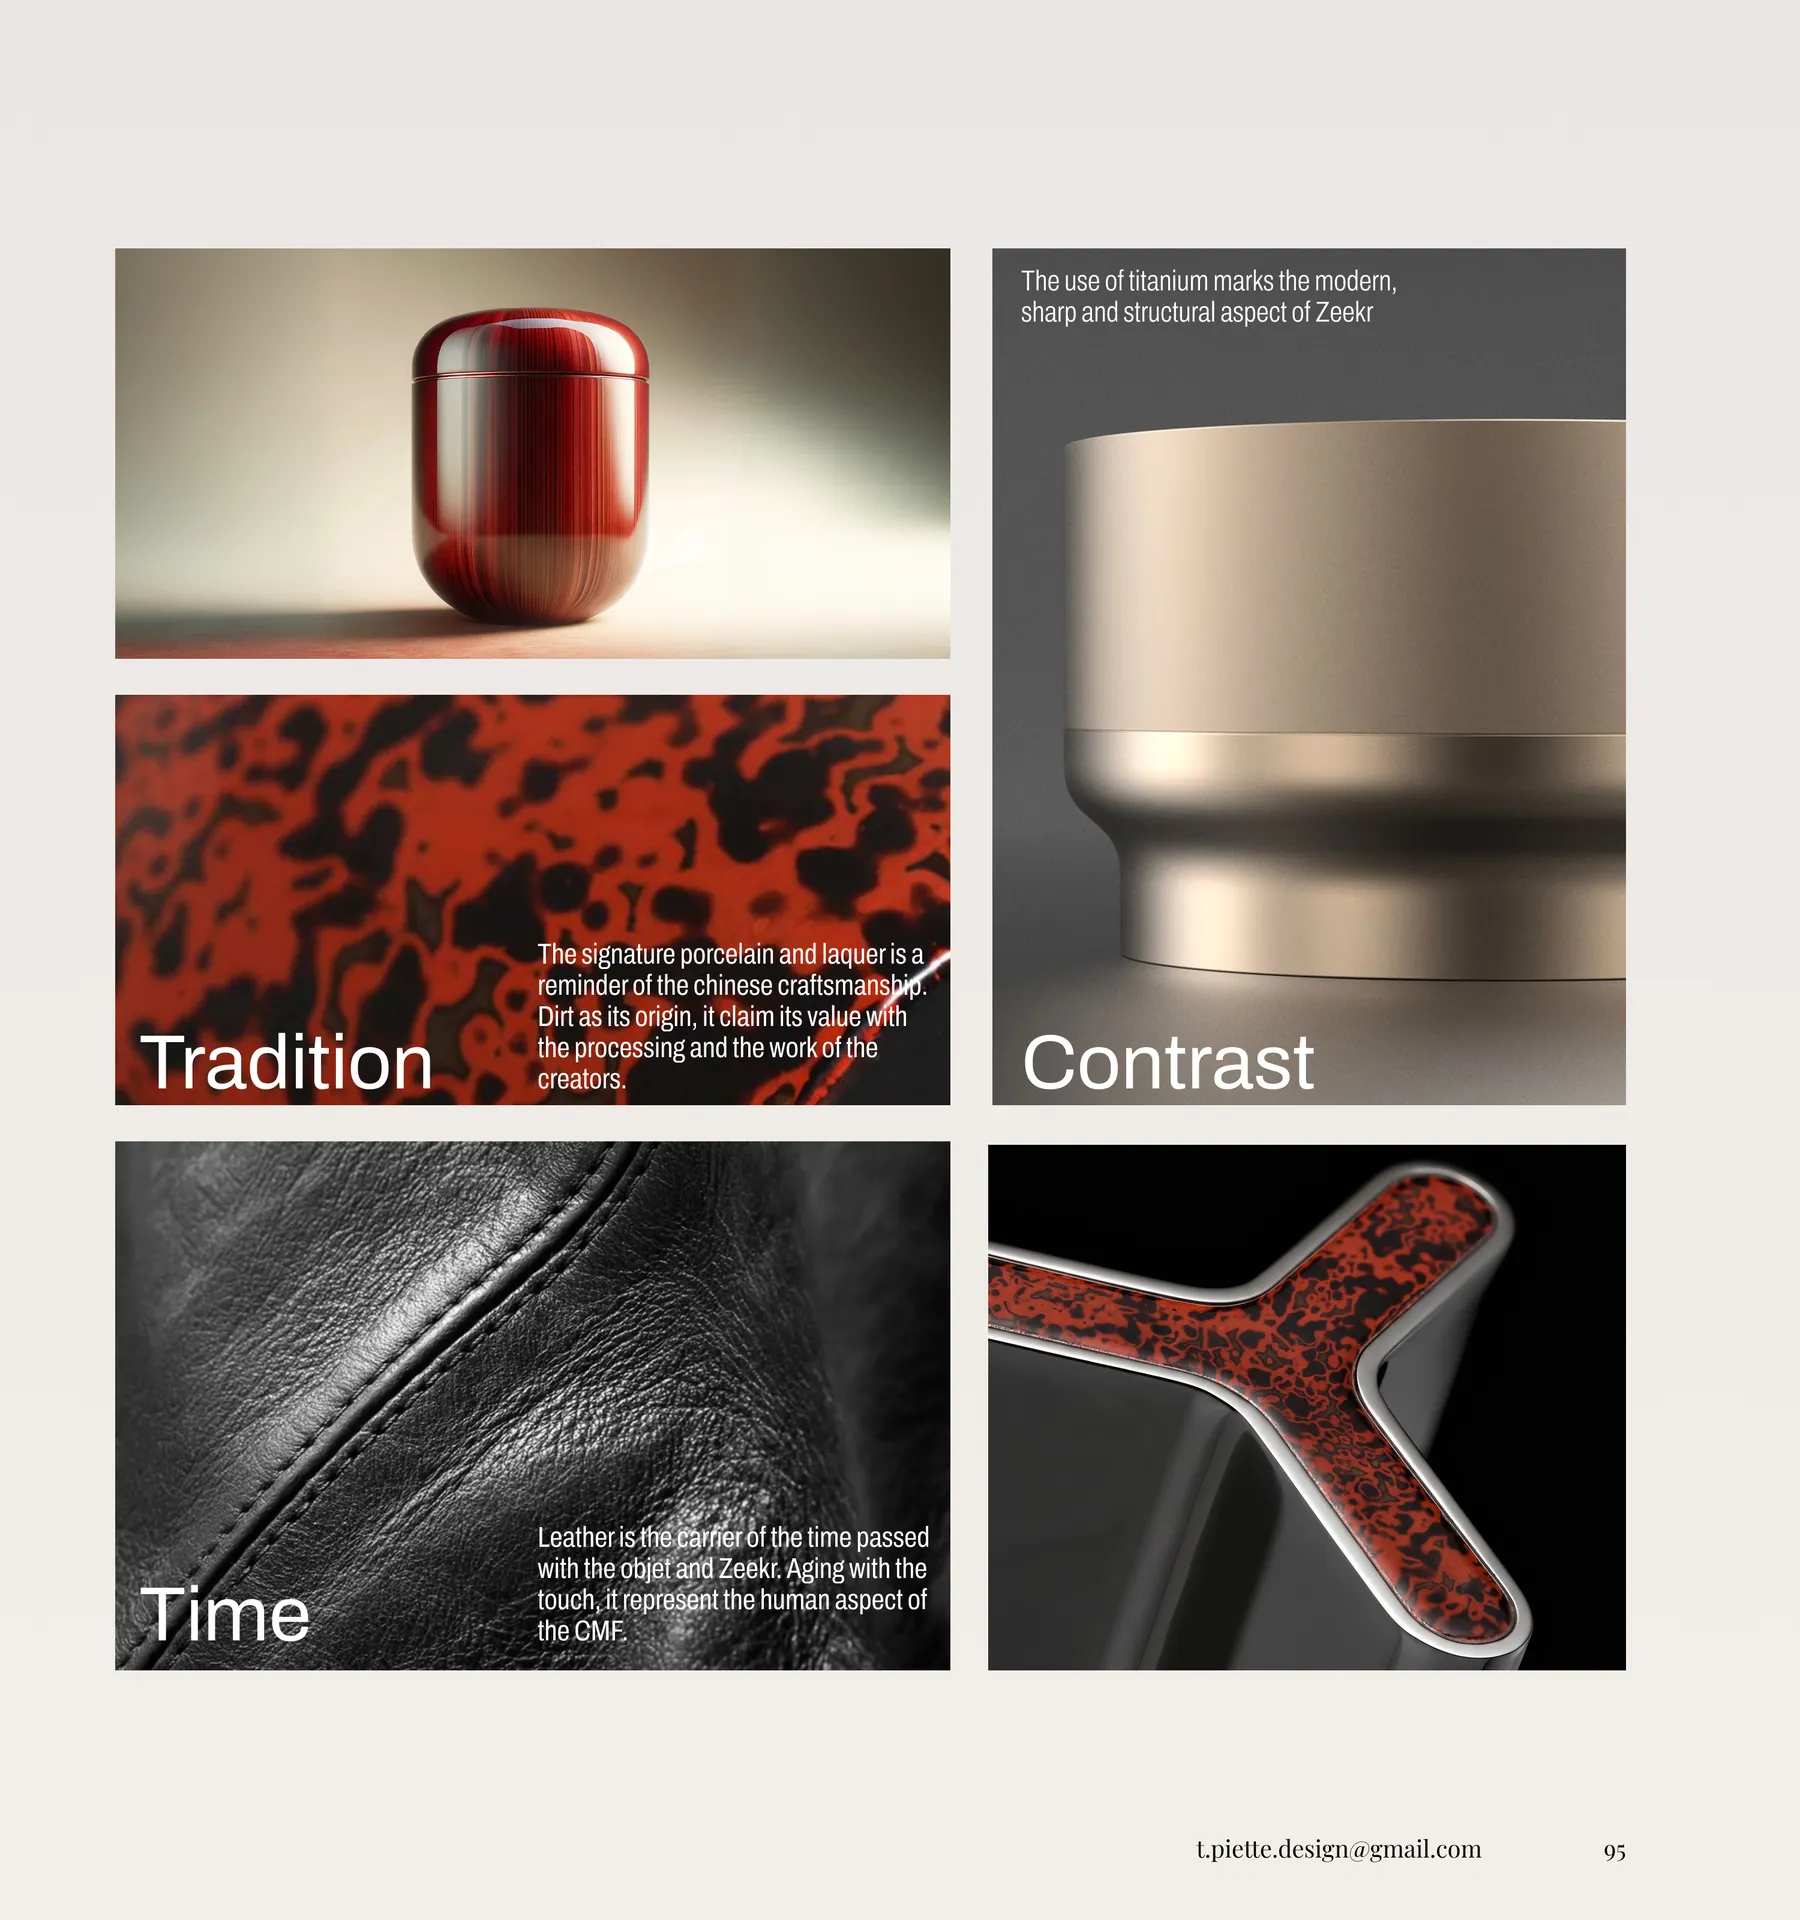 The use of titanium marks the modern,
sharp and structural aspect of Zeekr
Tradition
The signature porcelain and laquer is a
reminder of the chinese craftsmanship.
Dirt as its origin, it claim its value with
the processing and the work of the
creators.
Contrast
Time
Leather is the carrier of the time passed
with the objet and Zeekr. Aging with the
touch, it represent the human aspect of
the CMF.
t.piette.design@gmail.com
95